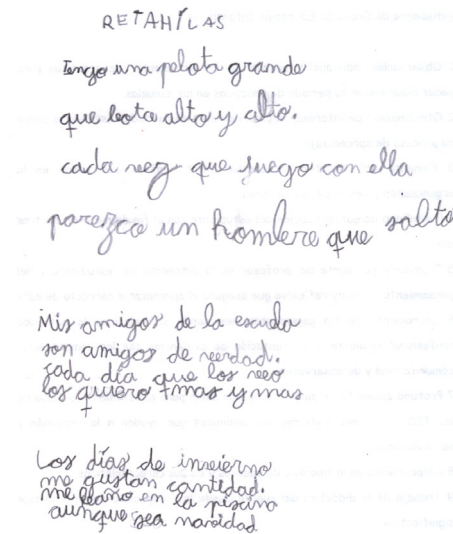 RETAHÍLAS
Tengo una pelota grande
que bota alto y alto.
cada vez que juego con ella
parezco un hombre que salta
Mis amigos de la escuela
son amigos de verdad.
cada día que los veo
los quiero mas y mas
Los días de invierno
me gustan cantidad.
me baño en la piscina
aunque sea navidad